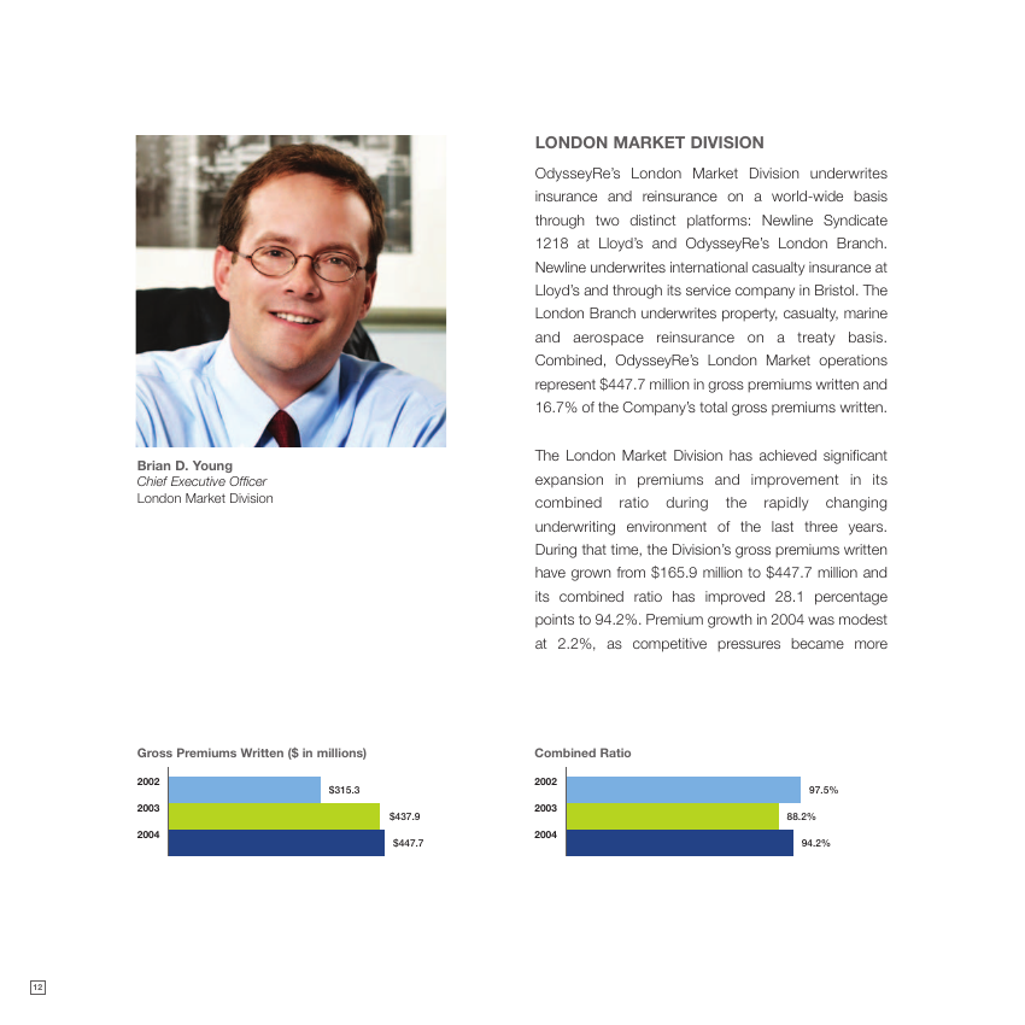 LONDON MARKET DIVISION
OdysseyRe’s London Market Division underwrites
insurance and reinsurance on a world-wide basis
through two distinct platforms: Newline Syndicate
1218 at Lloyd’s and OdysseyRe’s London Branch.
Newline underwrites international casualty insurance at
Lloyd’s and through its service company in Bristol. The
London Branch underwrites property, casualty, marine
and aerospace reinsurance on a treaty basis.
Combined, OdysseyRe’s London Market operations
represent $447.7 million in gross premiums written and
16.7% of the Company’s total gross premiums written.
The London Market Division has achieved significant
expansion in premiums and improvement in its
combined ratio during the rapidly changing
underwriting environment of the last three years.
During that time, the Division’s gross premiums written
have grown from $165.9 million to $447.7 million and
its combined ratio has improved 28.1 percentage
points to 94.2%. Premium growth in 2004 was modest
at 2.2%, as competitive pressures became more
Brian D. Young
Chief Executive Officer
London Market Division
Gross Premiums Written ($ in millions)
2002 $315.3
2003 $437.9
2004 $447.7
Combined Ratio
2002 97.5%
2003 88.2%
2004 94.2%
12